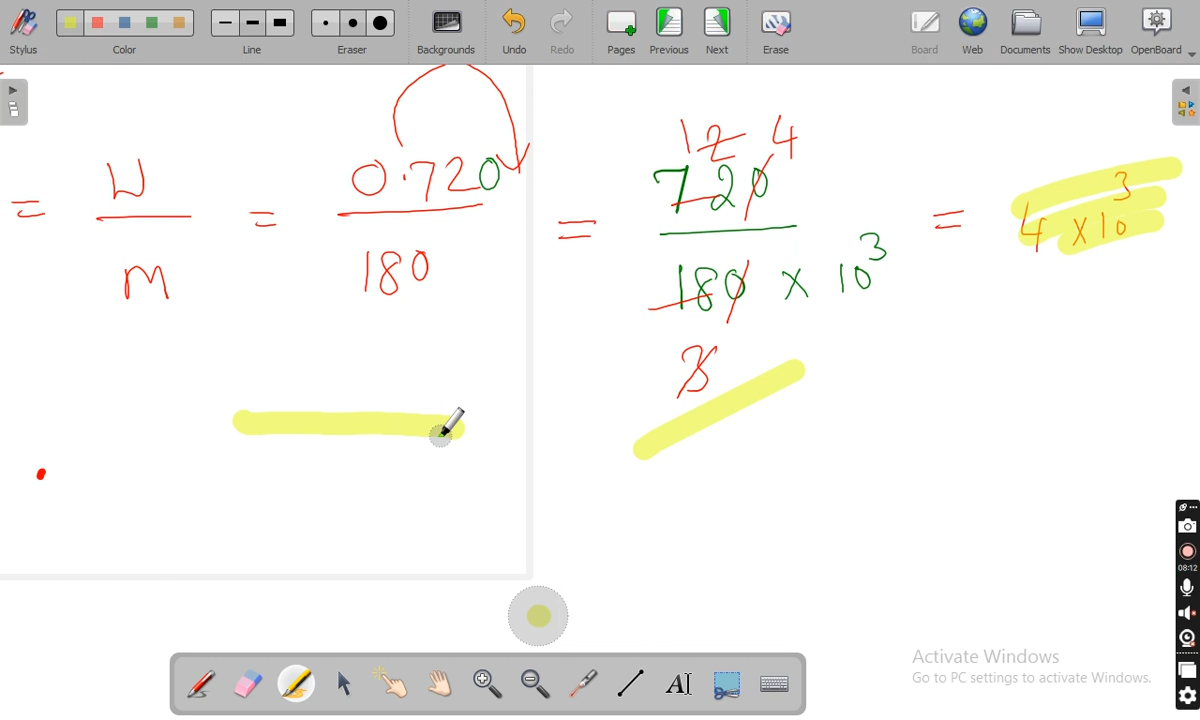 Stylus Color Line Eraser Backgrounds Undo Redo Pages Previous Next Erase Board Web Documents Show Desktop OpenBoard
12 4
= W / M = 0.720 / 180 = 720 / 180 × 10³ = 4 × 10³
3
08:12
Activate Windows
Go to PC settings to activate Windows.